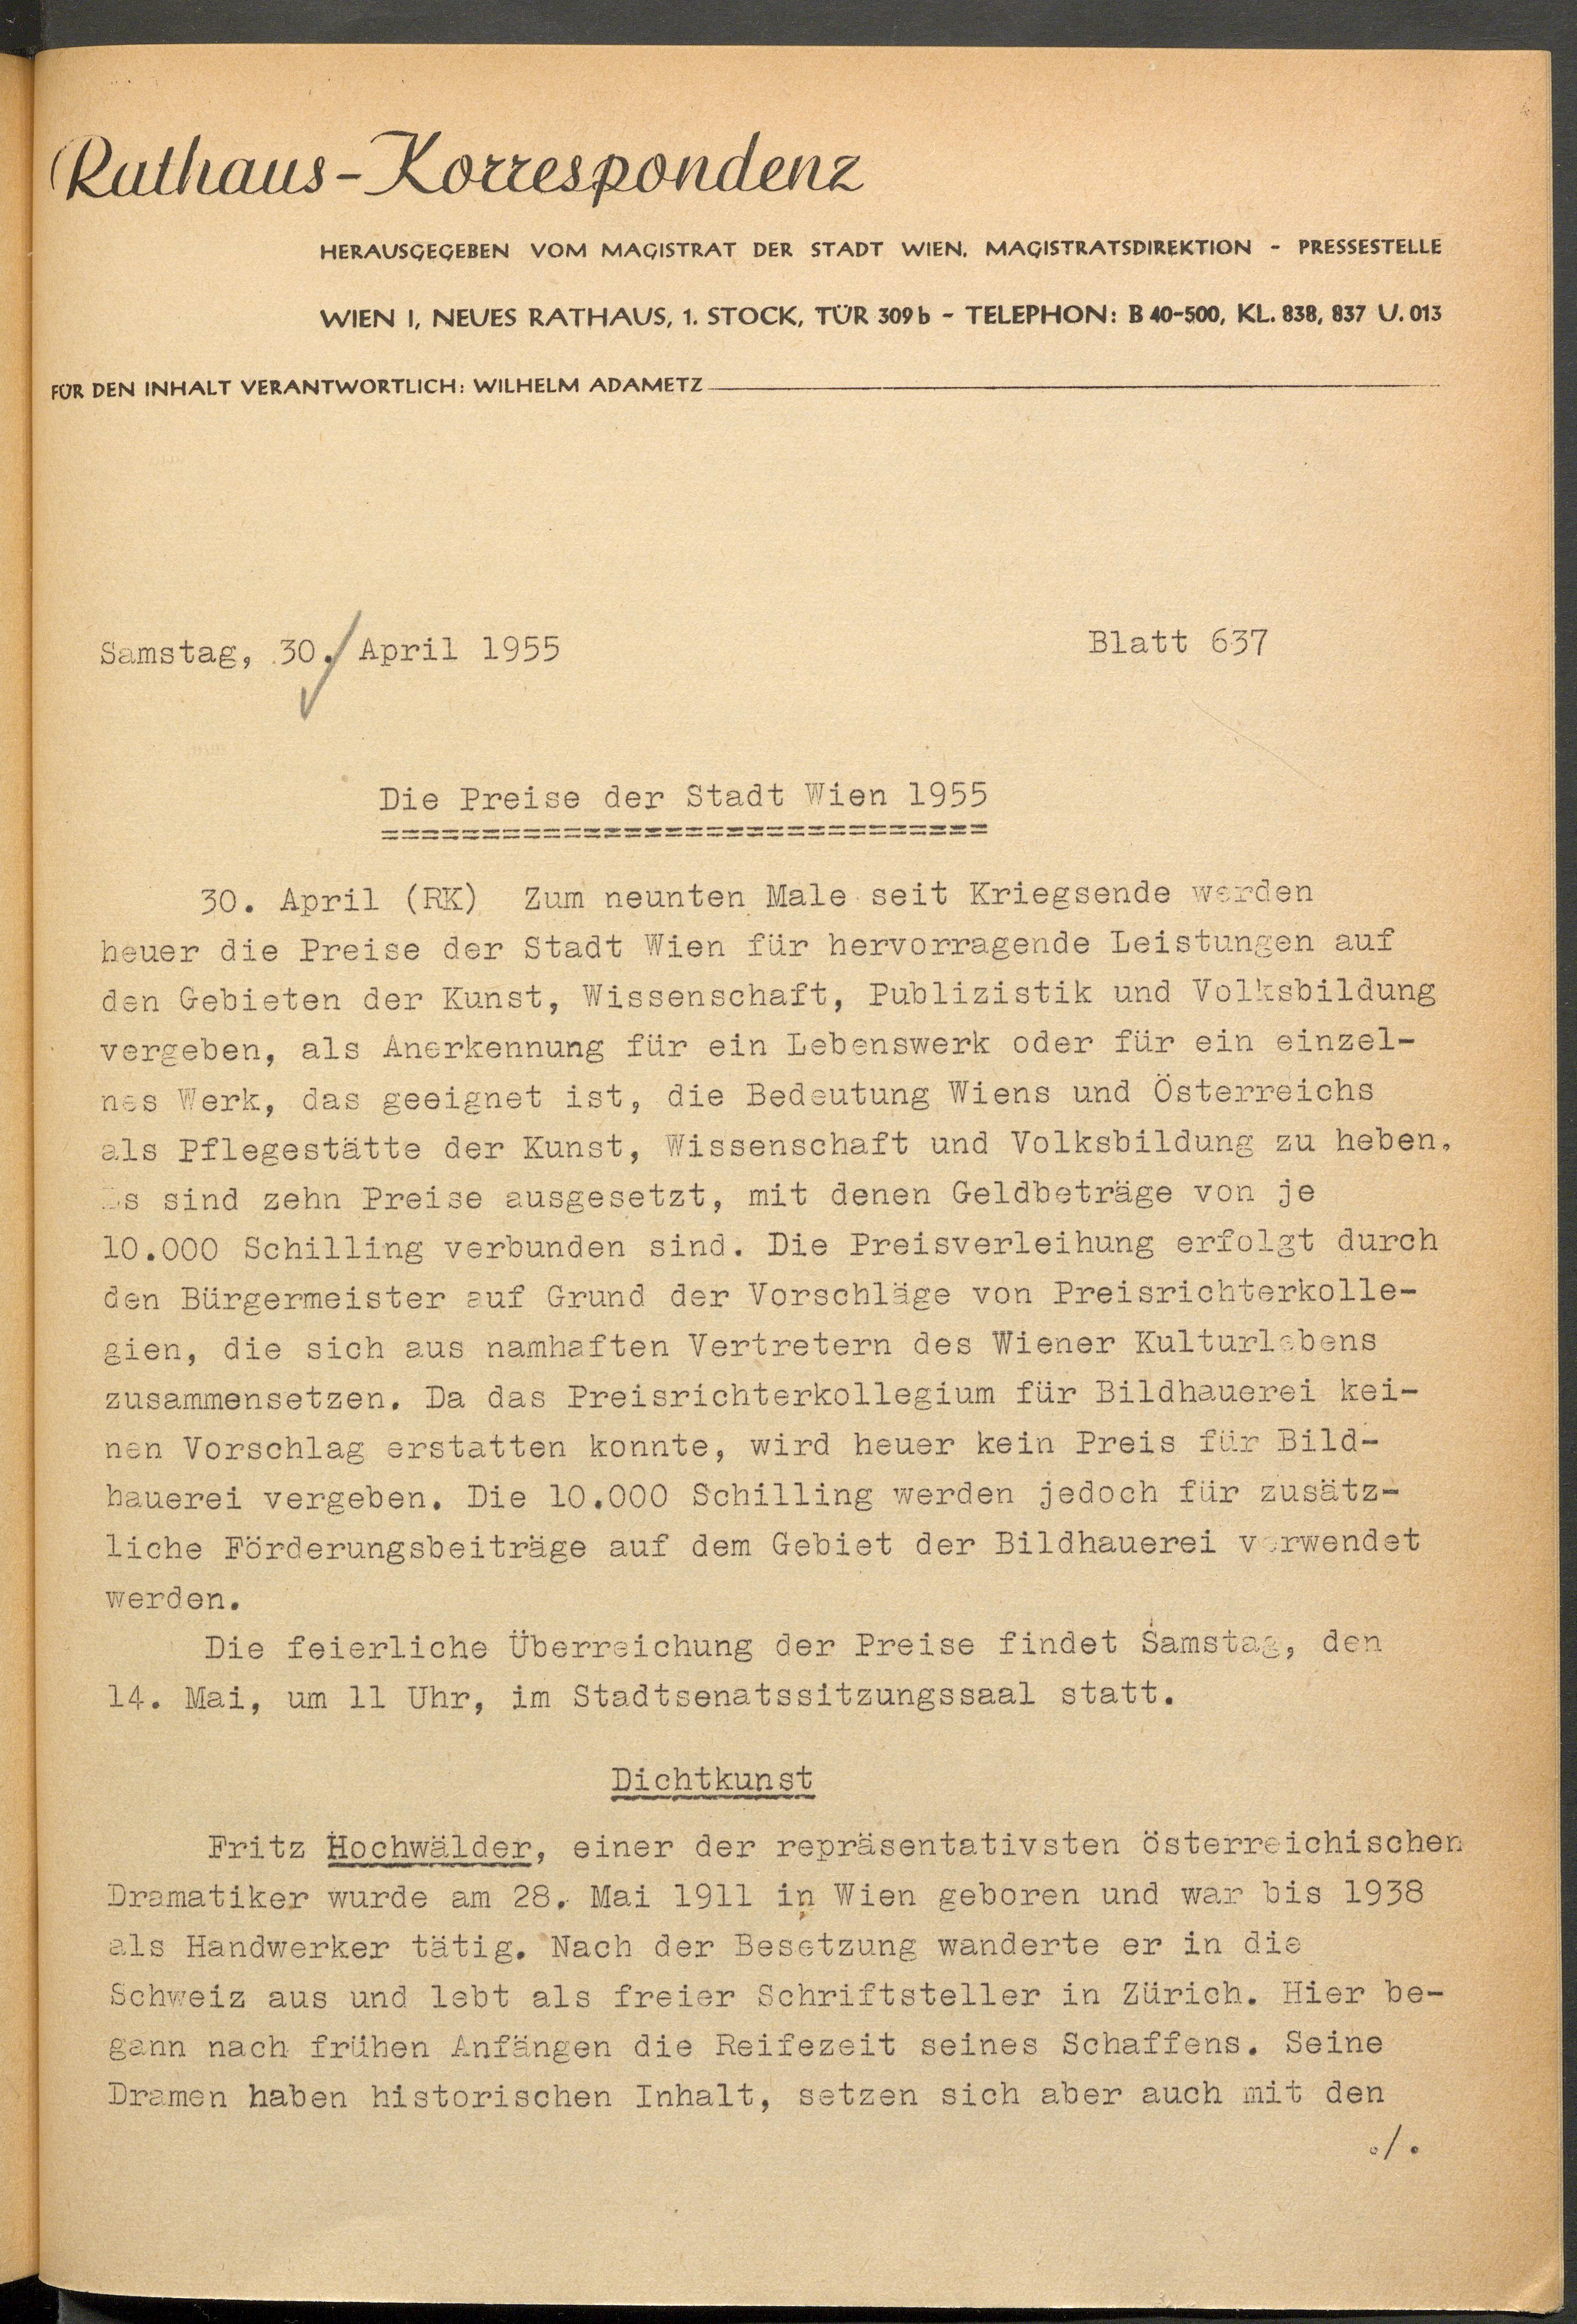 Rathaus-Korrespondenz
HERAUSGEGEBEN VOM MAGISTRAT DER STADT WIEN, MAGISTRATSDIREKTION - PRESSESTELLE
WIEN I, NEUES RATHAUS, 1. STOCK, TÜR 309 b - TELEPHON: B 40-500, KL. 838, 837 U. 013
FÜR DEN INHALT VERANTWORTLICH: WILHELM ADAMETZ
Samstag, 30. April 1955 Blatt 637
Die Preise der Stadt Wien 1955
==============================
30. April (RK) Zum neunten Male seit Kriegsende werden
heuer die Preise der Stadt Wien für hervorragende Leistungen auf
den Gebieten der Kunst, Wissenschaft, Publizistik und Volksbildung
vergeben, als Anerkennung für ein Lebenswerk oder für ein einzel-
nes Werk, das geeignet ist, die Bedeutung Wiens und Österreichs
als Pflegestätte der Kunst, Wissenschaft und Volksbildung zu heben.
Es sind zehn Preise ausgesetzt, mit denen Geldbeträge von je
10.000 Schilling verbunden sind. Die Preisverleihung erfolgt durch
den Bürgermeister auf Grund der Vorschläge von Preisrichterkolle-
gien, die sich aus namhaften Vertretern des Wiener Kulturlebens
zusammensetzen. Da das Preisrichterkollegium für Bildhauerei kei-
nen Vorschlag erstatten konnte, wird heuer kein Preis für Bild-
hauerei vergeben. Die 10.000 Schilling werden jedoch für zusätz-
liche Förderungsbeiträge auf dem Gebiet der Bildhauerei verwendet
werden.
Die feierliche Überreichung der Preise findet Samstag, den
14. Mai, um 11 Uhr, im Stadtsenatssitzungssaal statt.
Dichtkunst
Fritz Hochwälder, einer der repräsentativsten österreichischen
Dramatiker wurde am 28. Mai 1911 in Wien geboren und war bis 1938
als Handwerker tätig. Nach der Besetzung wanderte er in die
Schweiz aus und lebt als freier Schriftsteller in Zürich. Hier be-
gann nach frühen Anfängen die Reifezeit seines Schaffens. Seine
Dramen haben historischen Inhalt, setzen sich aber auch mit den
./.